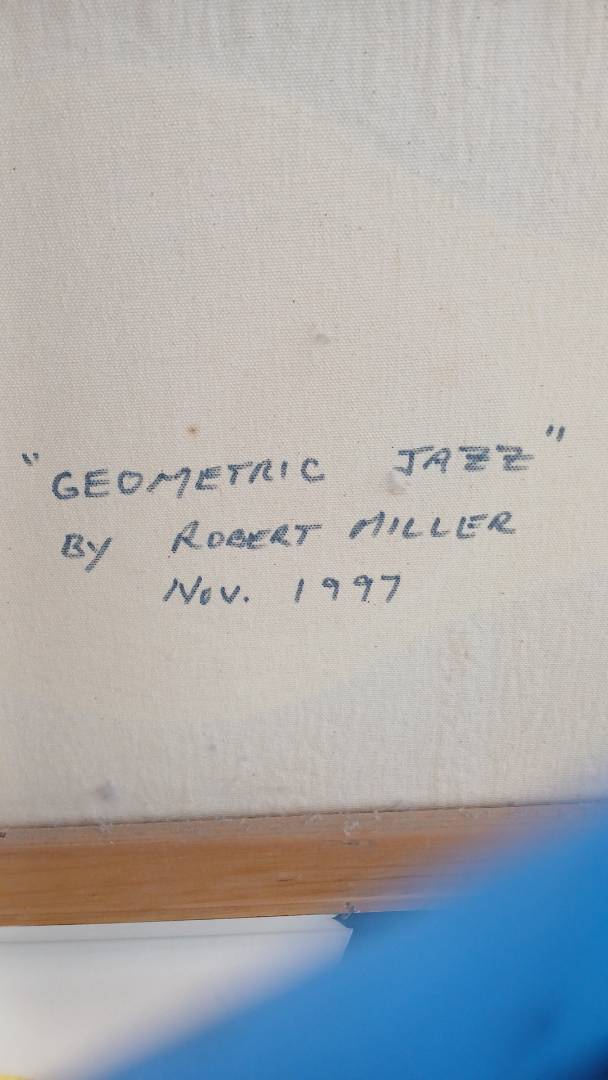 "GEOMETRIC JAZZ"
BY ROBERT MILLER
NOV. 1997